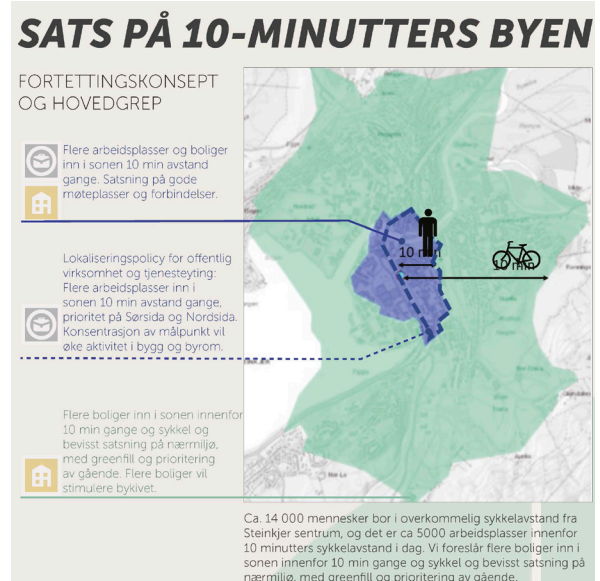 SATS PÅ 10-MINUTTERS BYEN
FORTETTINGSKONSEPT
OG HOVEDGREP
Flere arbeidsplasser og boliger
inn i sonen 10 min avstand
gange. Satsning på gode
møteplasser og forbindelser.
Lokaliseringspolicy for offentlig
virksomhet og tjenesteyting:
Flere arbeidsplasser inn i
sonen 10 min avstand gange,
prioritet på Sørsida og Nordsida.
Konsentrasjon av målpunkt vil
øke aktivitet i bygg og byrom.
Flere boliger inn i sonen innenfor
10 min gange og sykkel og
bevisst satsning på nærmiljø,
med greenfill og prioritering
av gående. Flere boliger vil
stimulere bykivet.
10 min
10 min
Ca. 14 000 mennesker bor i overkommelig sykkelavstand fra
Steinkjer sentrum, og det er ca 5000 arbeidsplasser innenfor
10 minutters sykkelavstand i dag. Vi foreslår flere boliger inn i
sonen innenfor 10 min gange og sykkel og bevisst satsning på
nærmiljø, med greenfill og prioritering av gående.